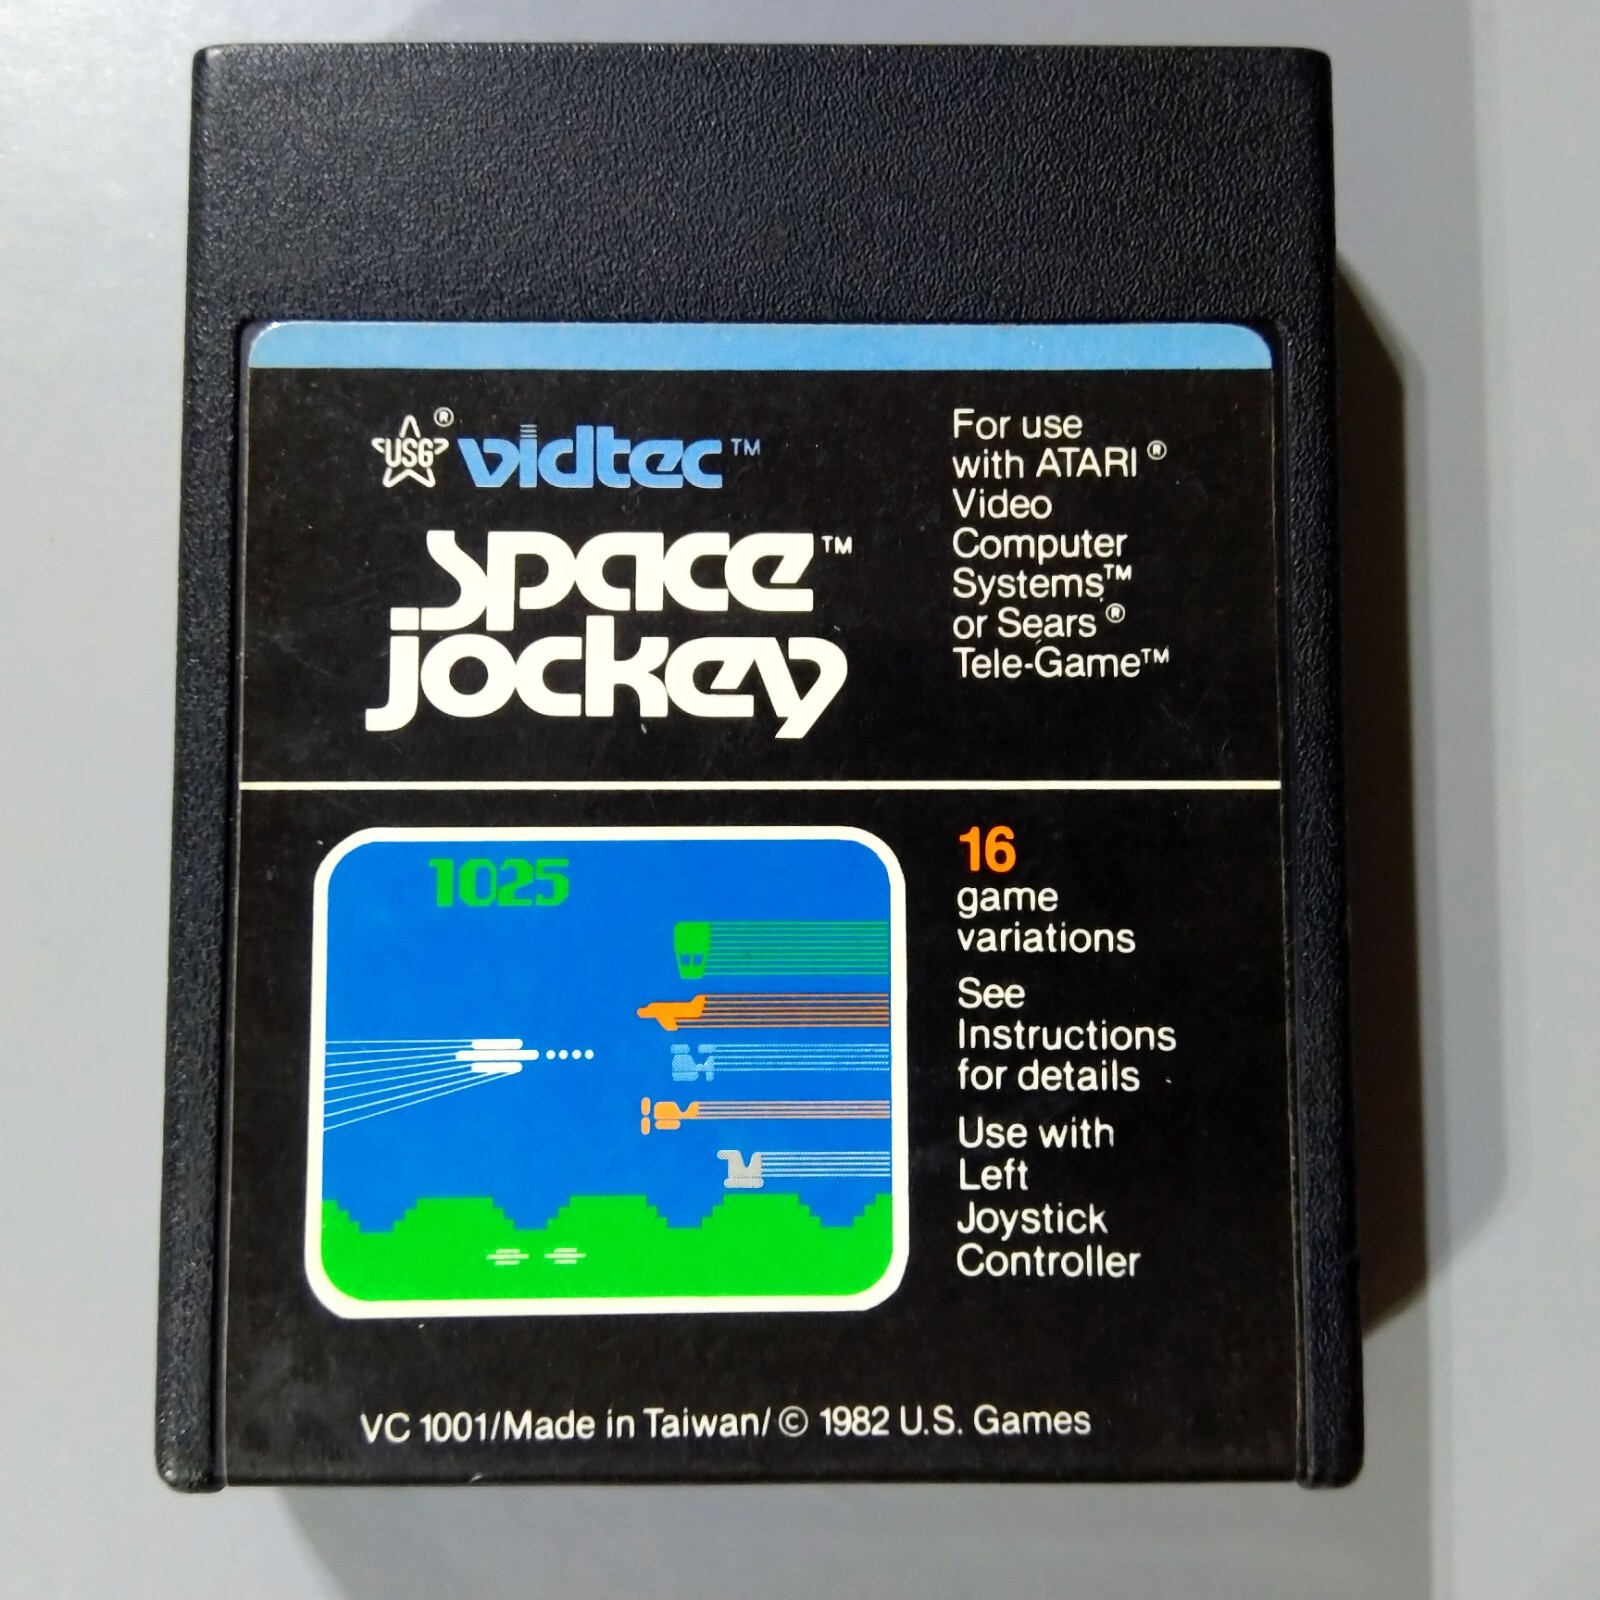 USG® vidtec™
space™
jockey
For use
with ATARI®
Video
Computer
Systems™
or Sears®
Tele-Game™
1025
16
game
variations
See
Instructions
for details
Use with
Left
Joystick
Controller
VC 1001/Made in Taiwan/© 1982 U.S. Games